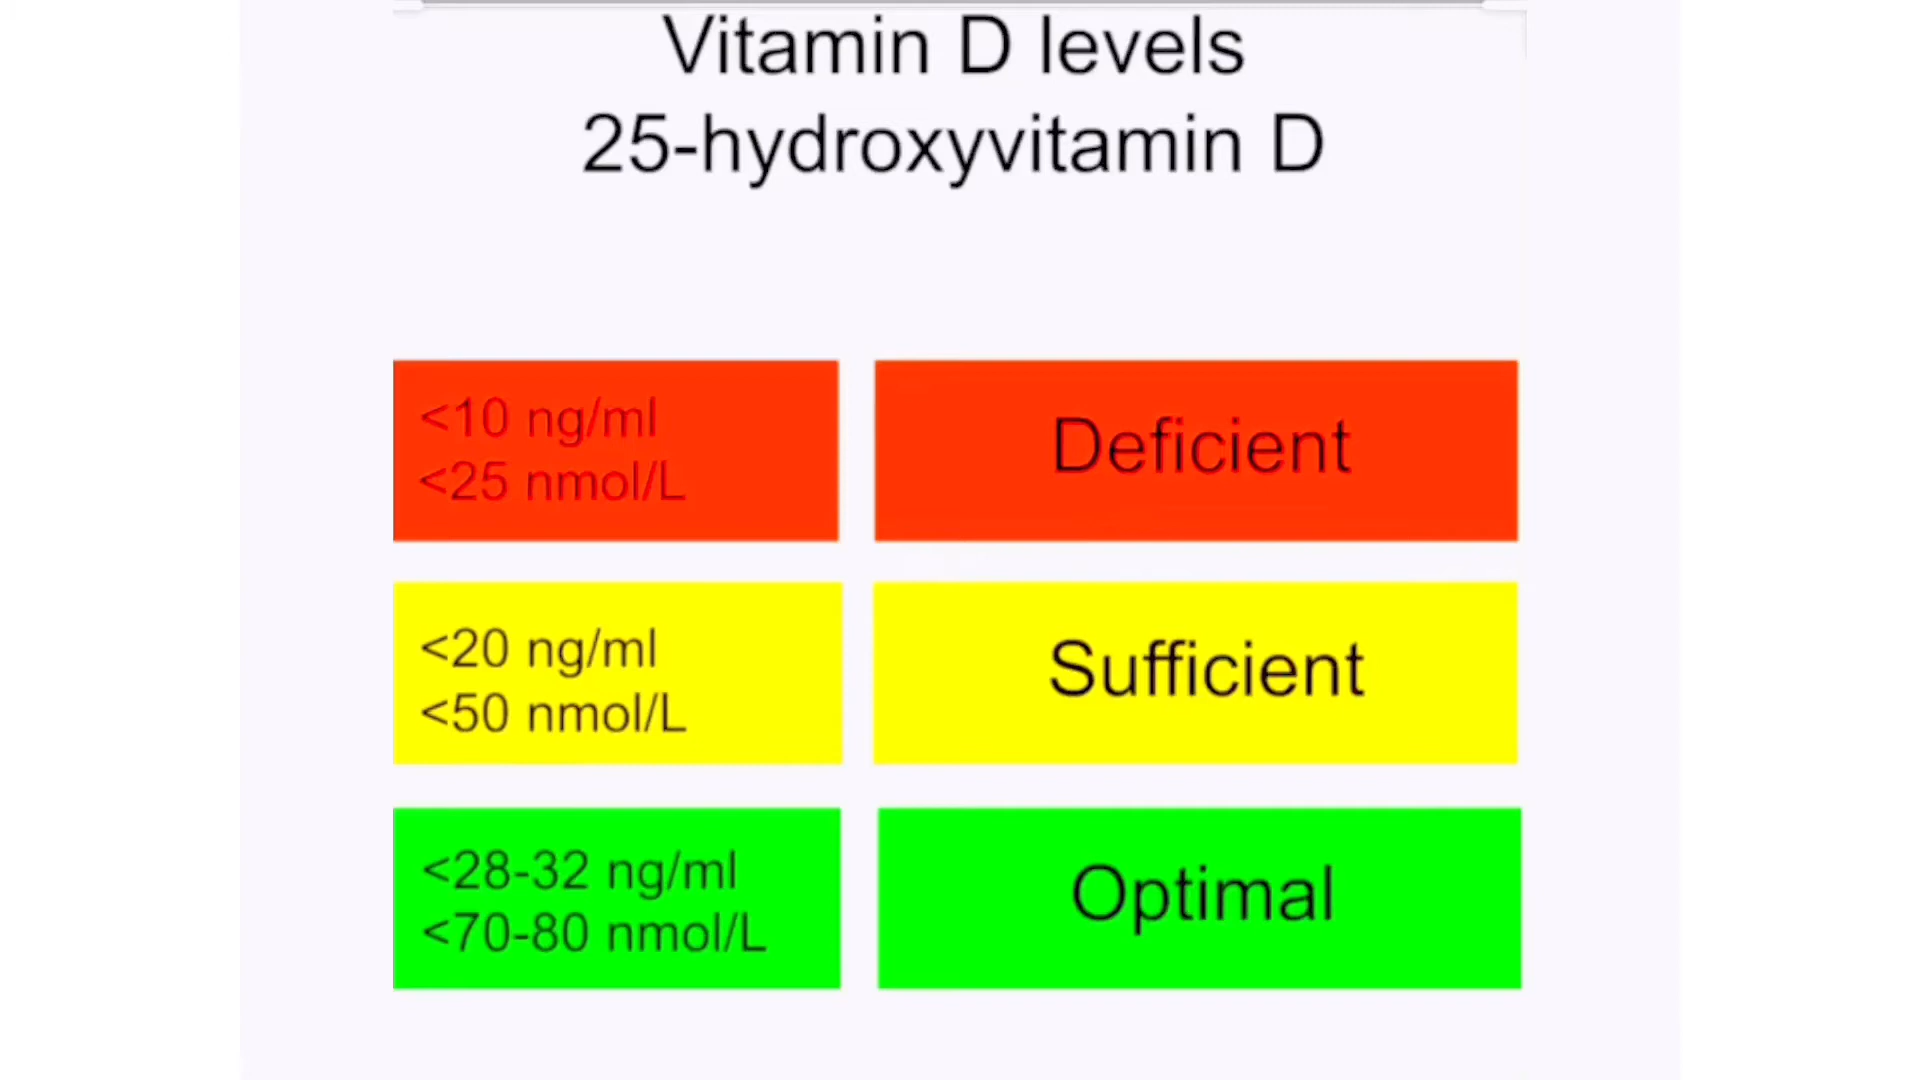 Vitamin D levels
25-hydroxyvitamin D
<10 ng/ml
<25 nmol/L
Deficient
<20 ng/ml
<50 nmol/L
Sufficient
<28-32 ng/ml
<70-80 nmol/L
Optimal